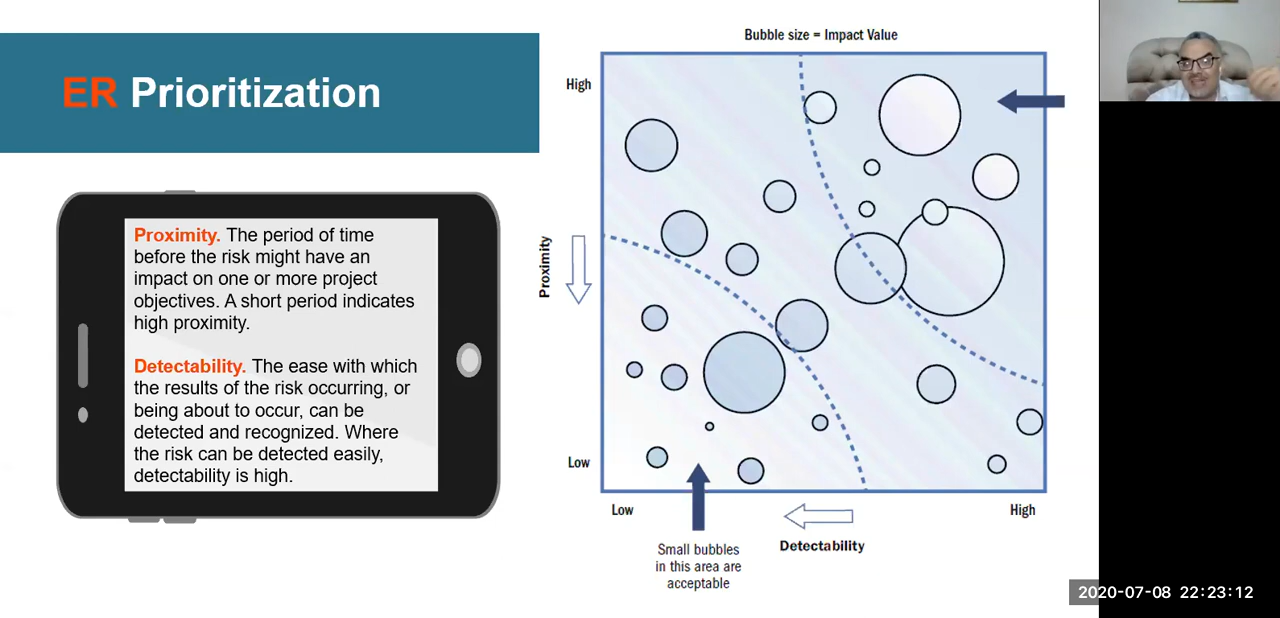 ER Prioritization
Proximity. The period of time
before the risk might have an
impact on one or more project
objectives. A short period indicates
high proximity.
Detectability. The ease with which
the results of the risk occurring, or
being about to occur, can be
detected and recognized. Where
the risk can be detected easily,
detectability is high.
Bubble size = Impact Value
High
Proximity
Low
Low
High
Detectability
Small bubbles
in this area are
acceptable
2020-07-08 22:23:12